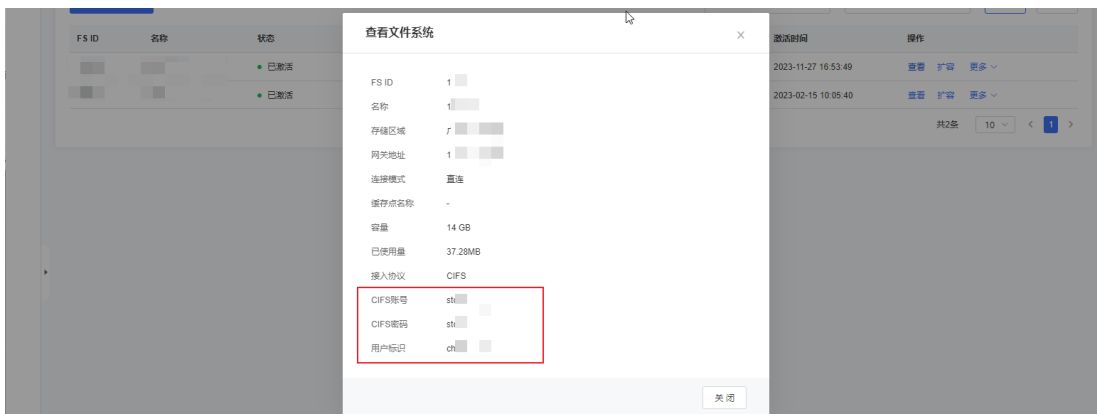 查看文件系统
FS ID 名称 状态 激活时间 操作
已激活 2023-11-27 16:53:49 查看 扩容 更多
已激活 2023-02-15 10:05:40 查看 扩容 更多
共2条 10 1
FS ID 1
名称 1
存储区域
网关地址 1
连接模式 直连
缓存点名称 -
容量 14 GB
已使用量 37.28MB
接入协议 CIFS
CIFS账号
CIFS密码
用户标识 ch
关 闭